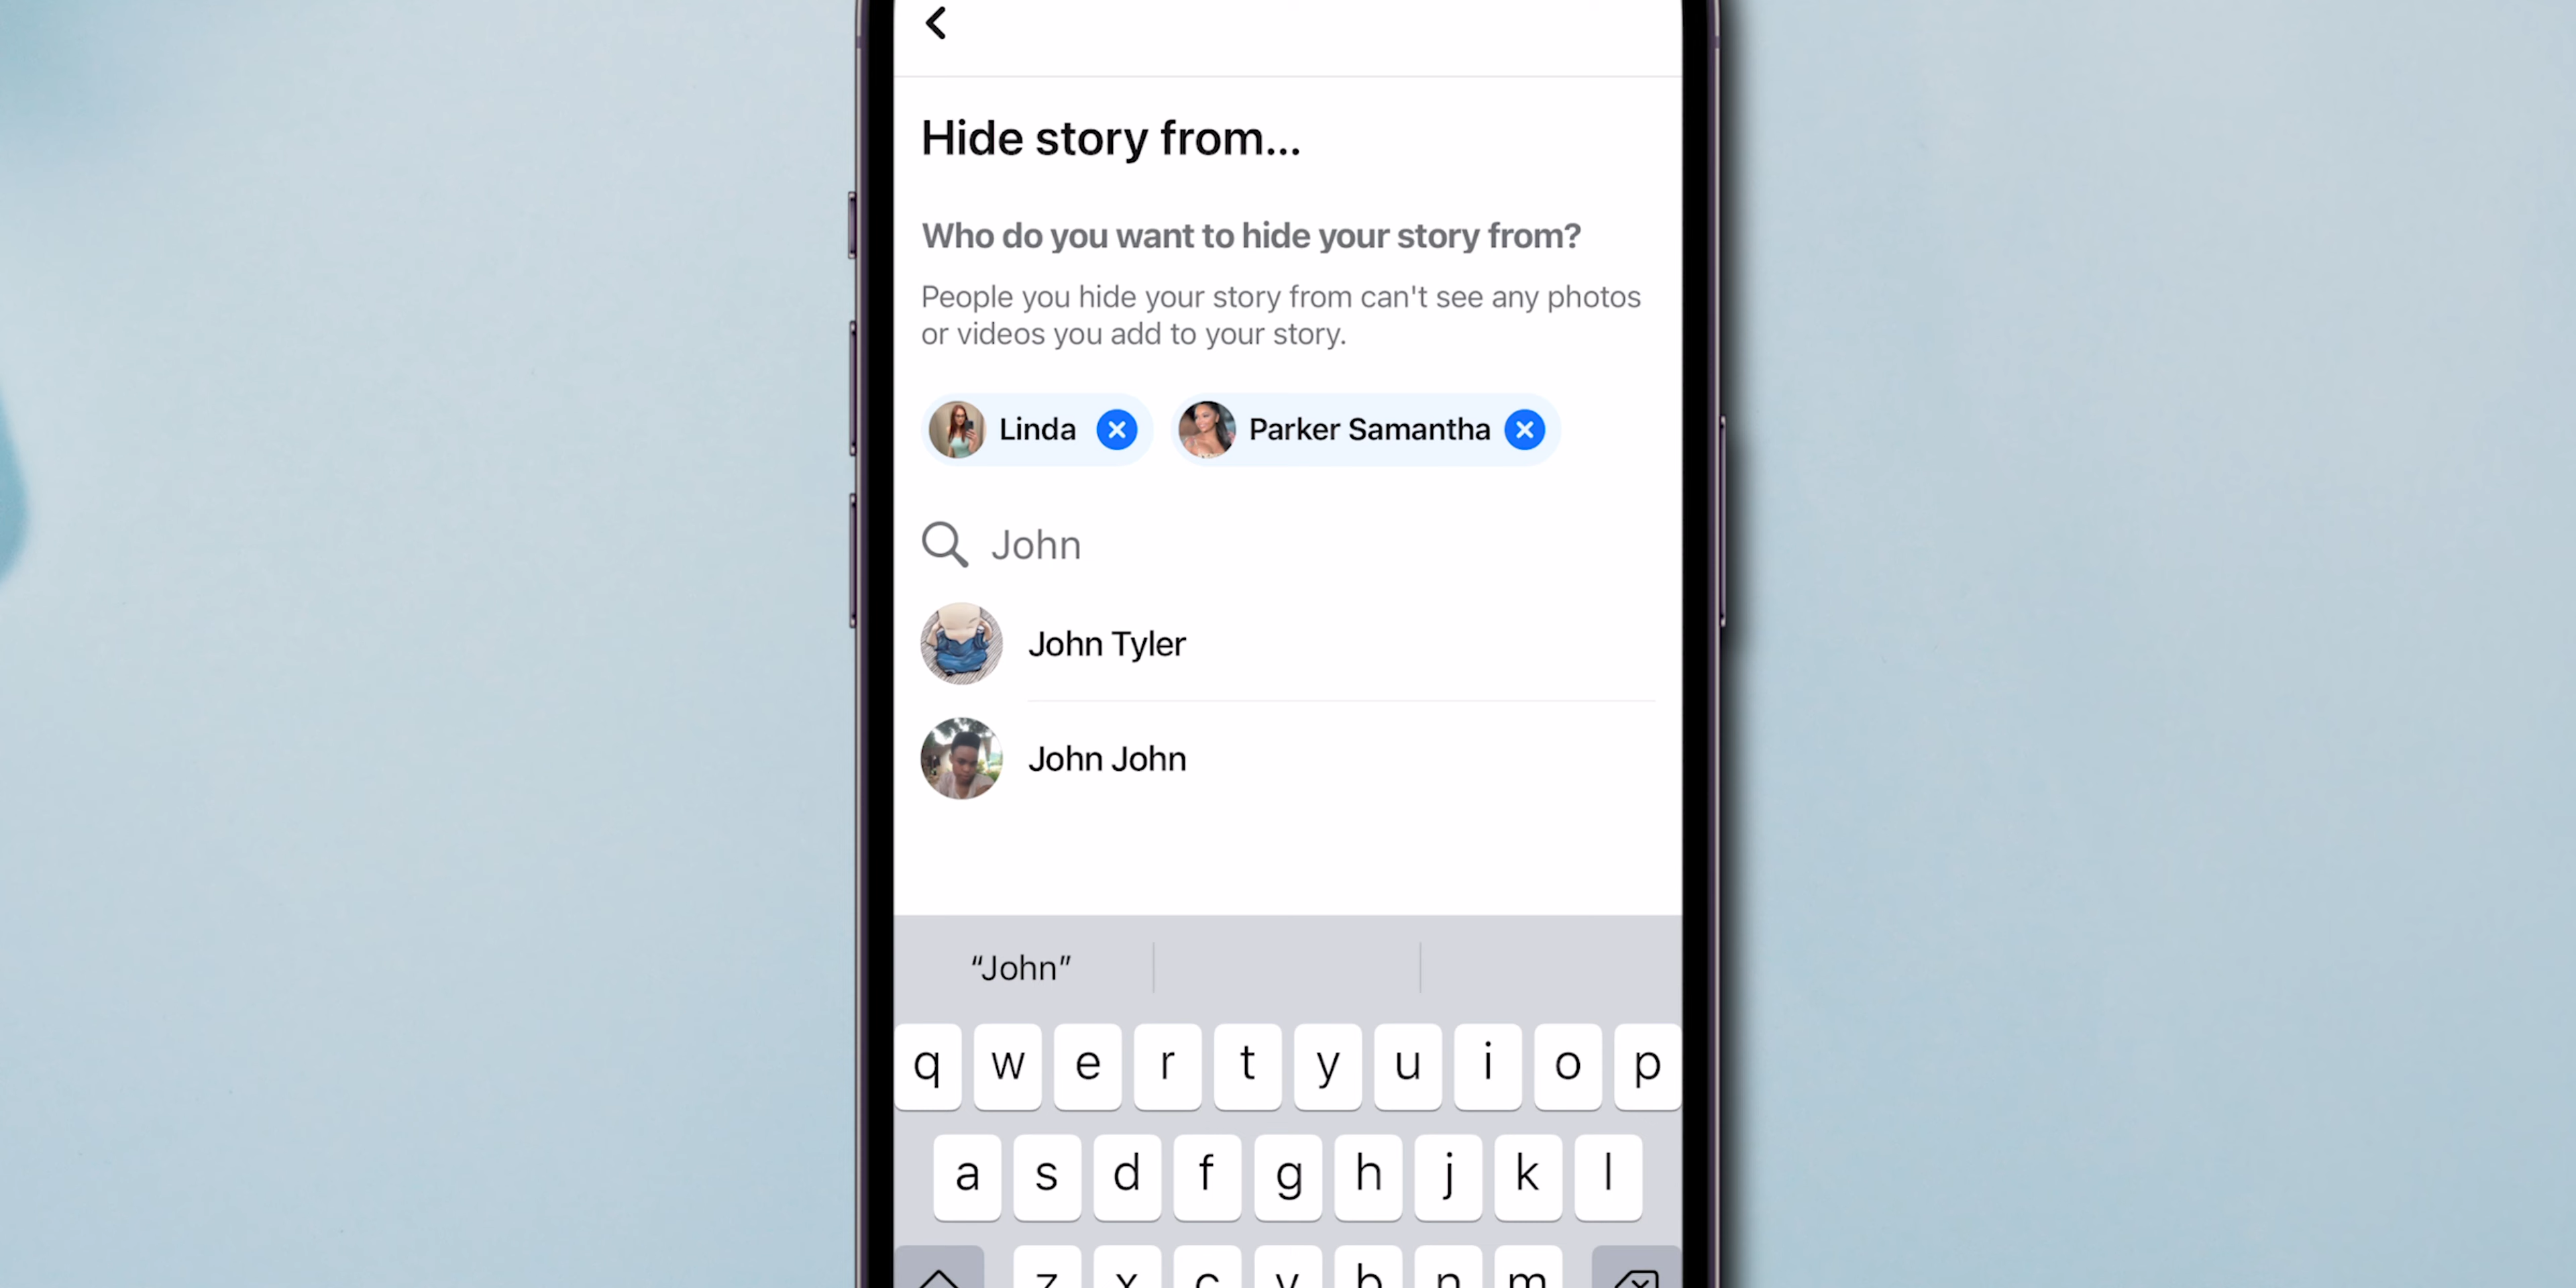 Hide story from...
Who do you want to hide your story from?
People you hide your story from can't see any photos
or videos you add to your story.
Linda Parker Samantha
John
John Tyler
John John
“John”
q w e r t y u i o p
a s d f g h j k l
z x c v b n m